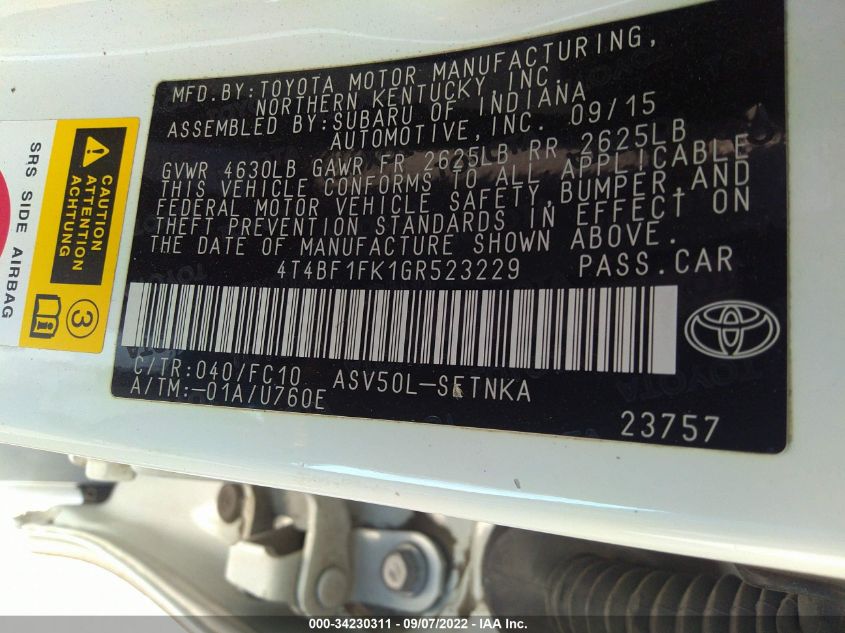 MFD.BY:TOYOTA MOTOR MANUFACTURING,
NORTHERN KENTUCKY,INC.
ASSEMBLED BY:SUBARU OF INDIANA
AUTOMOTIVE,INC. 09/15
GVWR 4630LB GAWR FR 2625LB RR 2625LB
THIS VEHICLE CONFORMS TO ALL APPLICABLE
FEDERAL MOTOR VEHICLE SAFETY,BUMPER,AND
THEFT PREVENTION STANDARDS IN EFFECT ON
THE DATE OF MANUFACTURE SHOWN ABOVE.
4T4BF1FK1GR523229 PASS.CAR
C/TR:040/FC10 ASV50L-SETNKA
A/TM:-01A/U760E
23757
SRS SIDE AIRBAG
CAUTION
ATTENTION
ACHTUNG
3
000-34230311 - 09/07/2022 - IAA Inc.